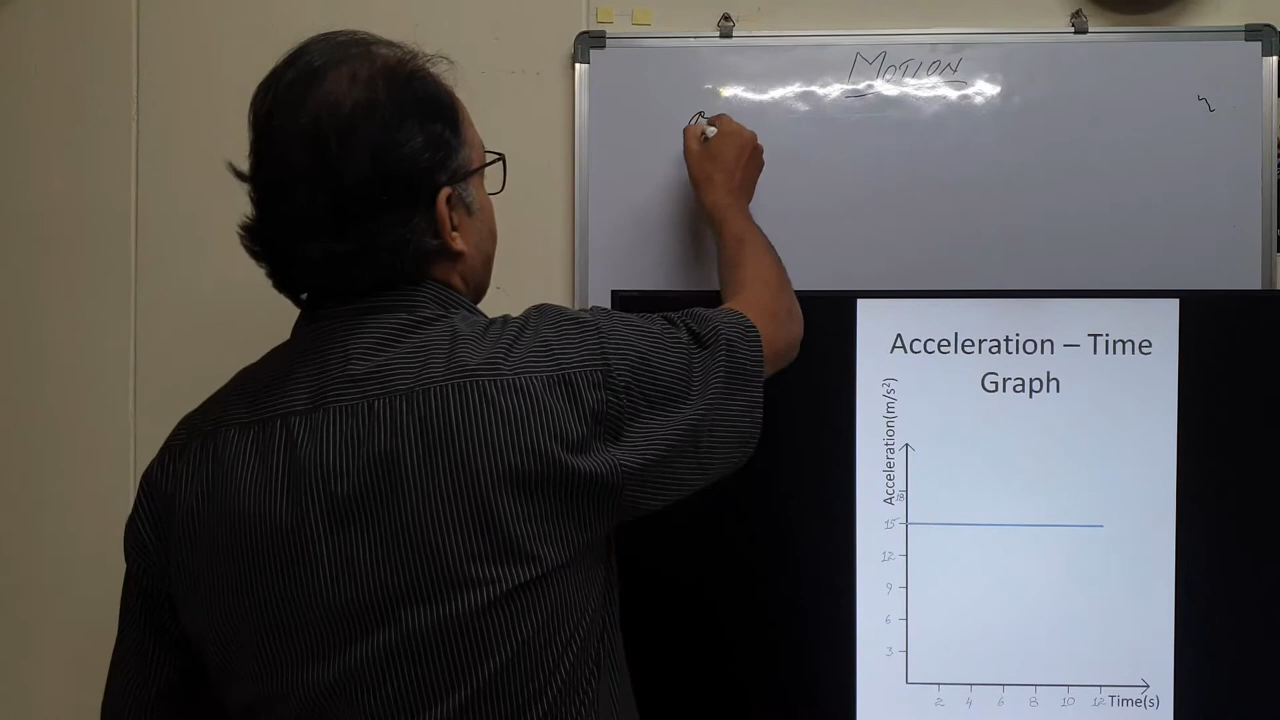 MOTION
Acceleration – Time
Graph
Acceleration(m/s²)
18
15
12
9
6
3
2 4 6 8 10 12 Time(s)